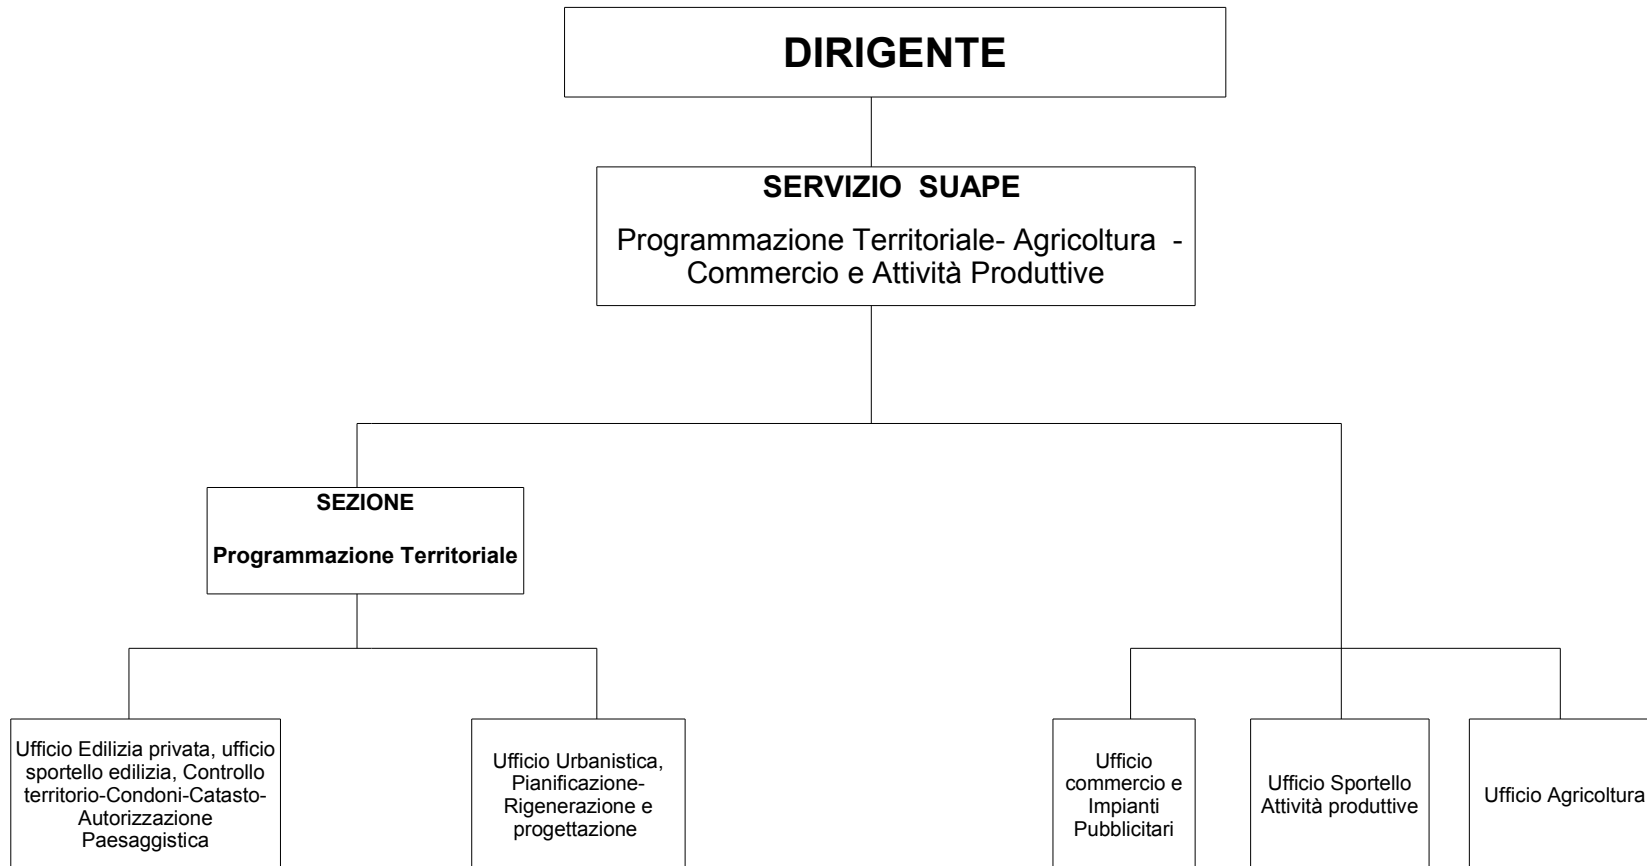 DIRIGENTE
SERVIZIO  SUAPE
Programmazione Territoriale- Agricoltura  -
Commercio e Attività Produttive
SEZIONE
Programmazione Territoriale
Ufficio Edilizia privata, ufficio
sportello edilizia, Controllo
territorio-Condoni-Catasto-
Autorizzazione
Paesaggistica
Ufficio Urbanistica,
Pianificazione-
Rigenerazione e
progettazione
Ufficio
commercio e
Impianti
Pubblicitari
Ufficio Sportello
Attività produttive
Ufficio Agricoltura